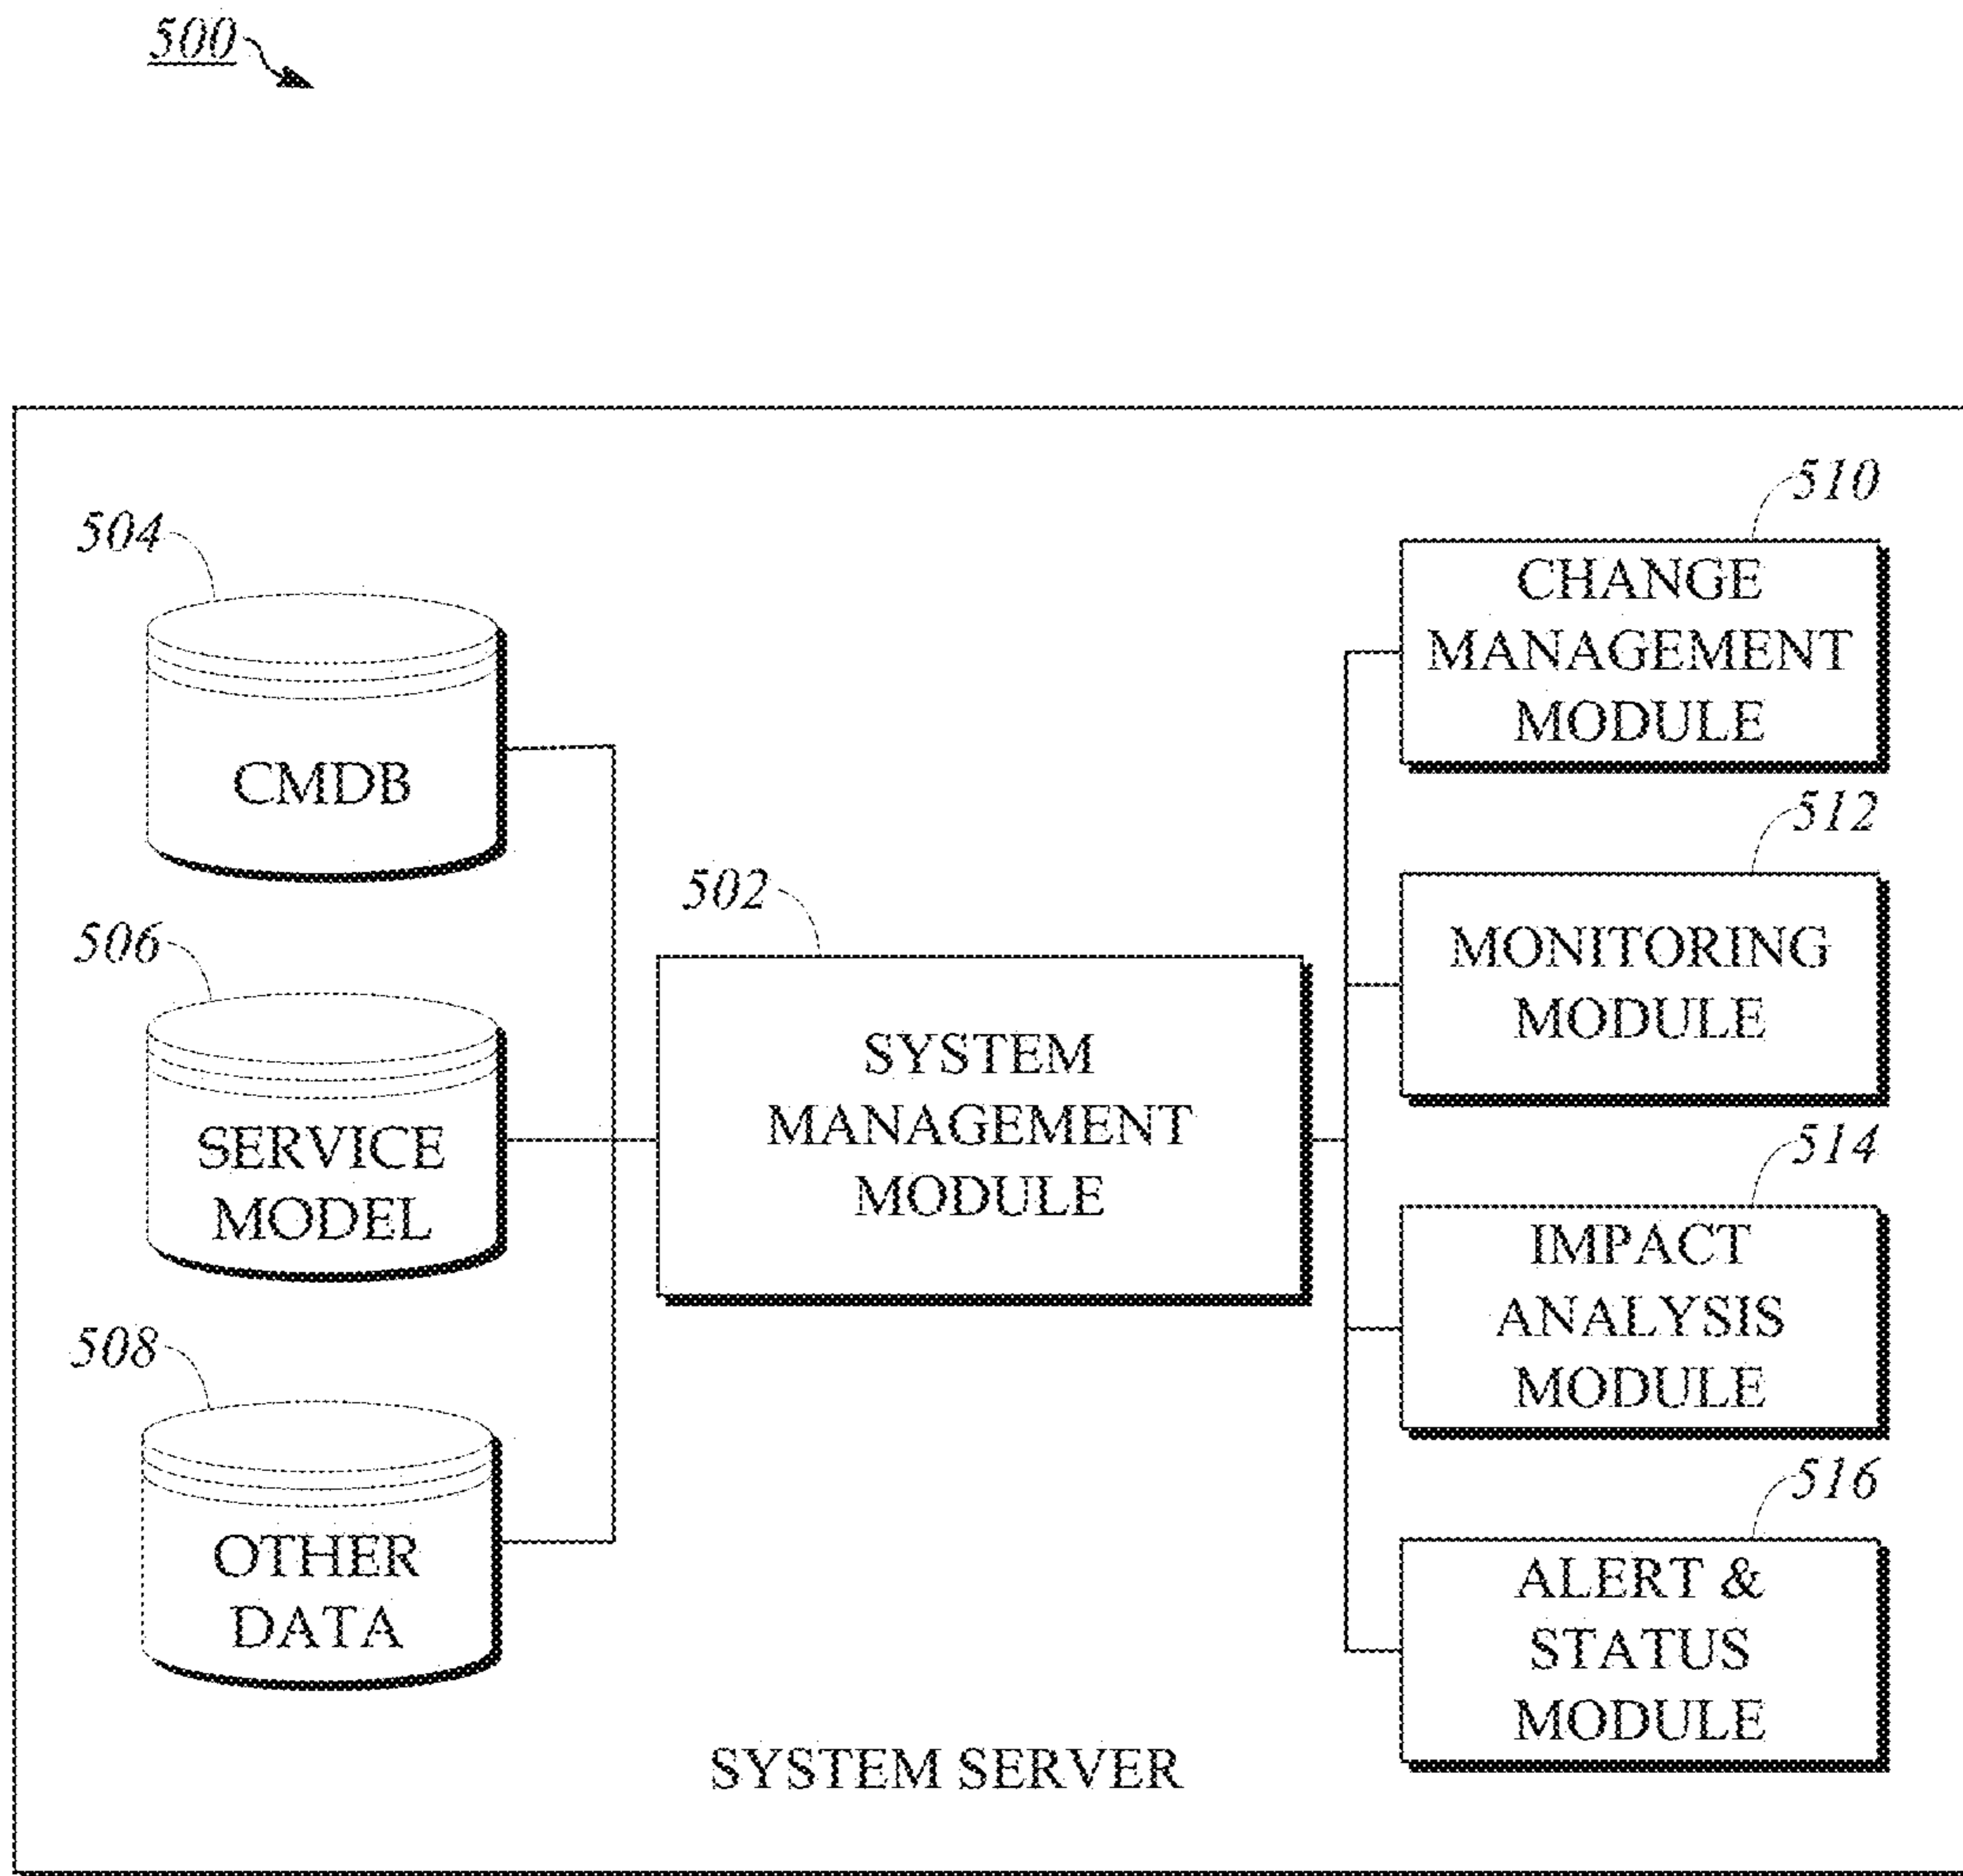 500
510
504
CHANGE
MANAGEMENT
MODULE
CMDB
512
502
506
MONITORING
MODULE
SYSTEM
MANAGEMENT
MODULE
SERVICE
MODEL
514
IMPACT
ANALYSIS
MODULE
508
516
OTHER
DATA
ALERT &
STATUS
MODULE
SYSTEM SERVER